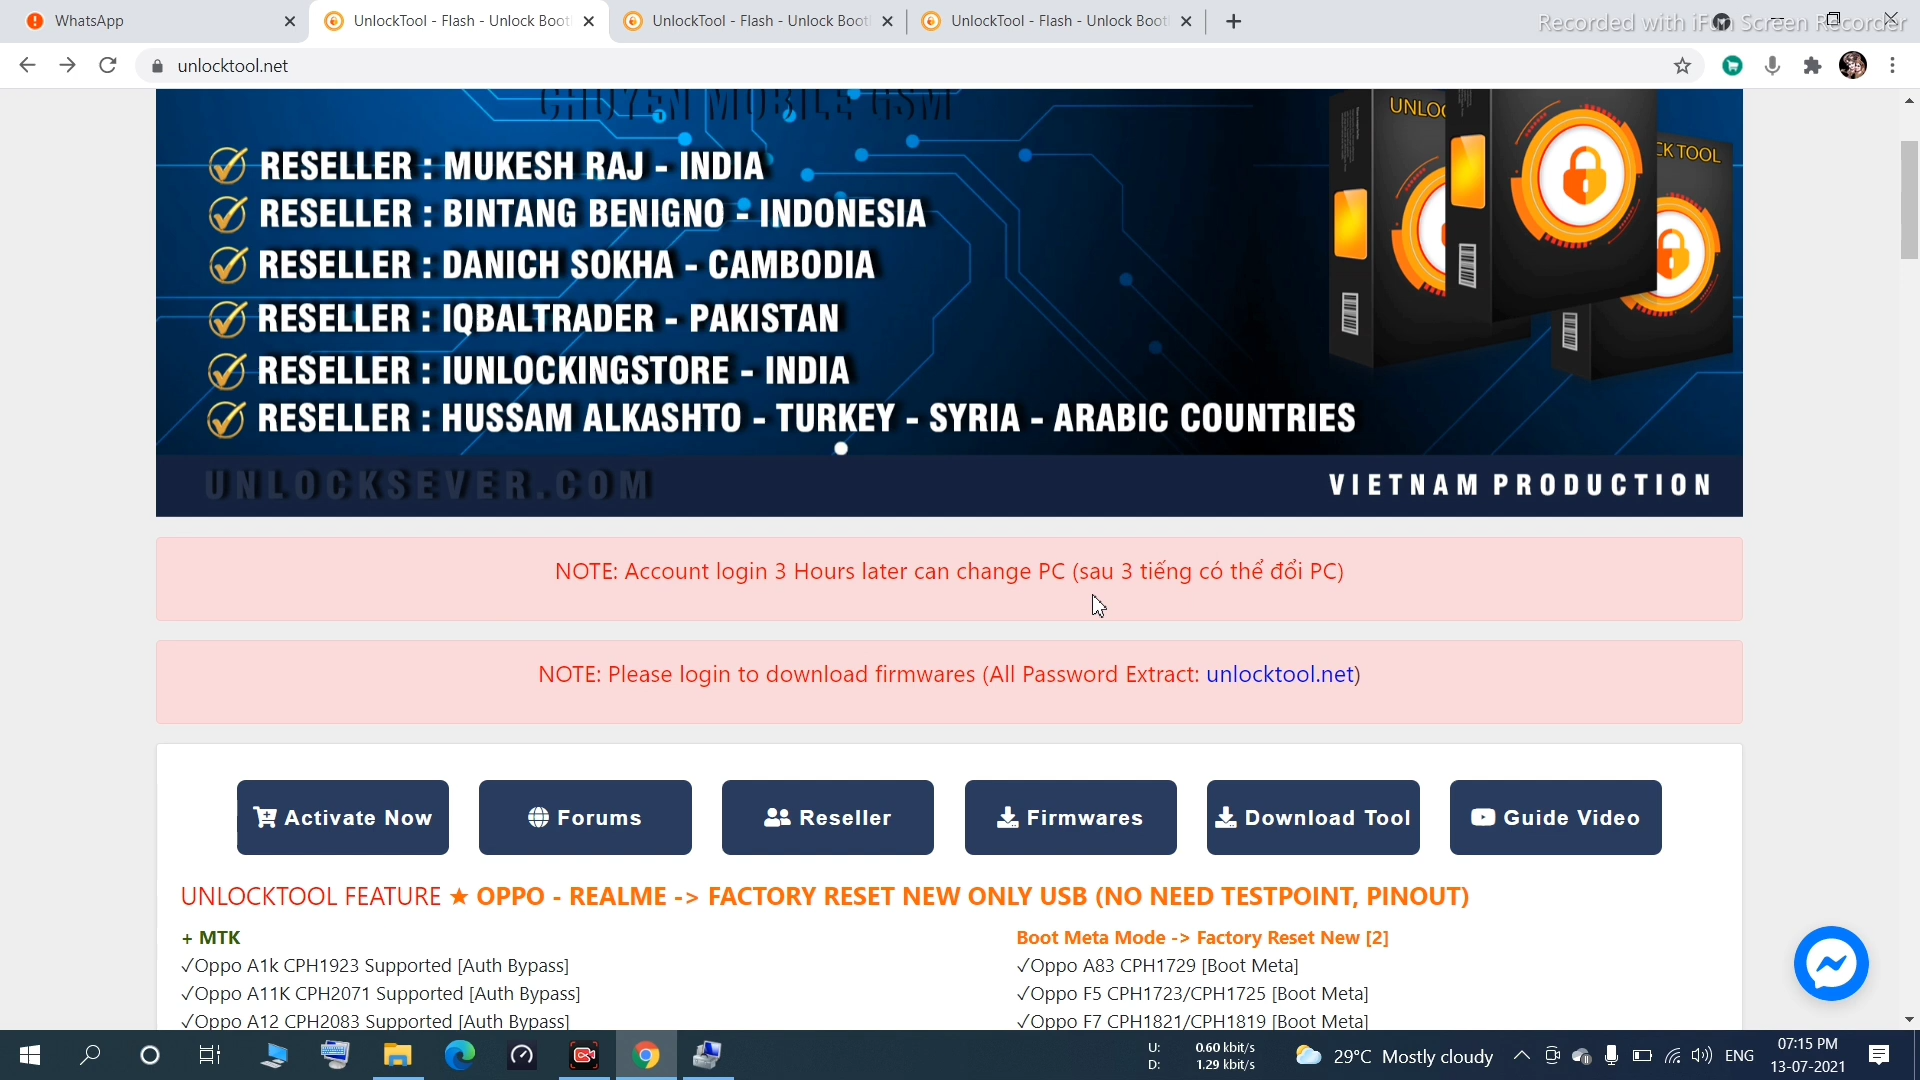 WhatsApp
UnlockTool - Flash - Unlock Boot
UnlockTool - Flash - Unlock Boot
UnlockTool - Flash - Unlock Boot
Recorded with iFun Screen Recorder
unlocktool.net
CHUYEN MOBILE GSM
RESELLER : MUKESH RAJ - INDIA
RESELLER : BINTANG BENIGNO - INDONESIA
RESELLER : DANICH SOKHA - CAMBODIA
RESELLER : IQBALTRADER - PAKISTAN
RESELLER : IUNLOCKINGSTORE - INDIA
RESELLER : HUSSAM ALKASHTO - TURKEY - SYRIA - ARABIC COUNTRIES
UNLOCKSEVER.COM
VIETNAM PRODUCTION
UNLO
CK TOOL
NOTE: Account login 3 Hours later can change PC (sau 3 tiếng có thể đổi PC)
NOTE: Please login to download firmwares (All Password Extract: unlocktool.net)
Activate Now
Forums
Reseller
Firmwares
Download Tool
Guide Video
UNLOCKTOOL FEATURE ★ OPPO - REALME -> FACTORY RESET NEW ONLY USB (NO NEED TESTPOINT, PINOUT)
+ MTK
√Oppo A1k CPH1923 Supported [Auth Bypass]
√Oppo A11K CPH2071 Supported [Auth Bypass]
√Oppo A12 CPH2083 Supported [Auth Bypass]
Boot Meta Mode -> Factory Reset New [2]
√Oppo A83 CPH1729 [Boot Meta]
√Oppo F5 CPH1723/CPH1725 [Boot Meta]
√Oppo F7 CPH1821/CPH1819 [Boot Meta]
U: 0.60 kbit/s
D: 1.29 kbit/s
29°C Mostly cloudy
ENG
07:15 PM
13-07-2021